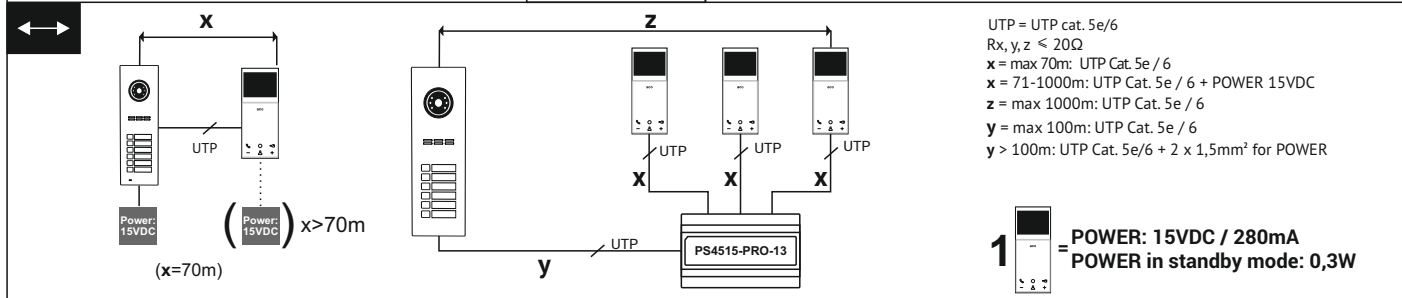 x
UTP
Power:
15VDC
(Power:
15VDC) x>70m
(x=70m)
z
UTP
UTP
UTP
x
x
x
UTP
y
PS4515-PRO-13
UTP = UTP cat. 5e/6
Rx, y, z ⩽ 20Ω
x = max 70m: UTP Cat. 5e / 6
x = 71-1000m: UTP Cat. 5e / 6 + POWER 15VDC
z = max 1000m: UTP Cat. 5e / 6
y = max 100m: UTP Cat. 5e / 6
y > 100m: UTP Cat. 5e/6 + 2 x 1,5mm² for POWER
1 = POWER: 15VDC / 280mA
POWER in standby mode: 0,3W